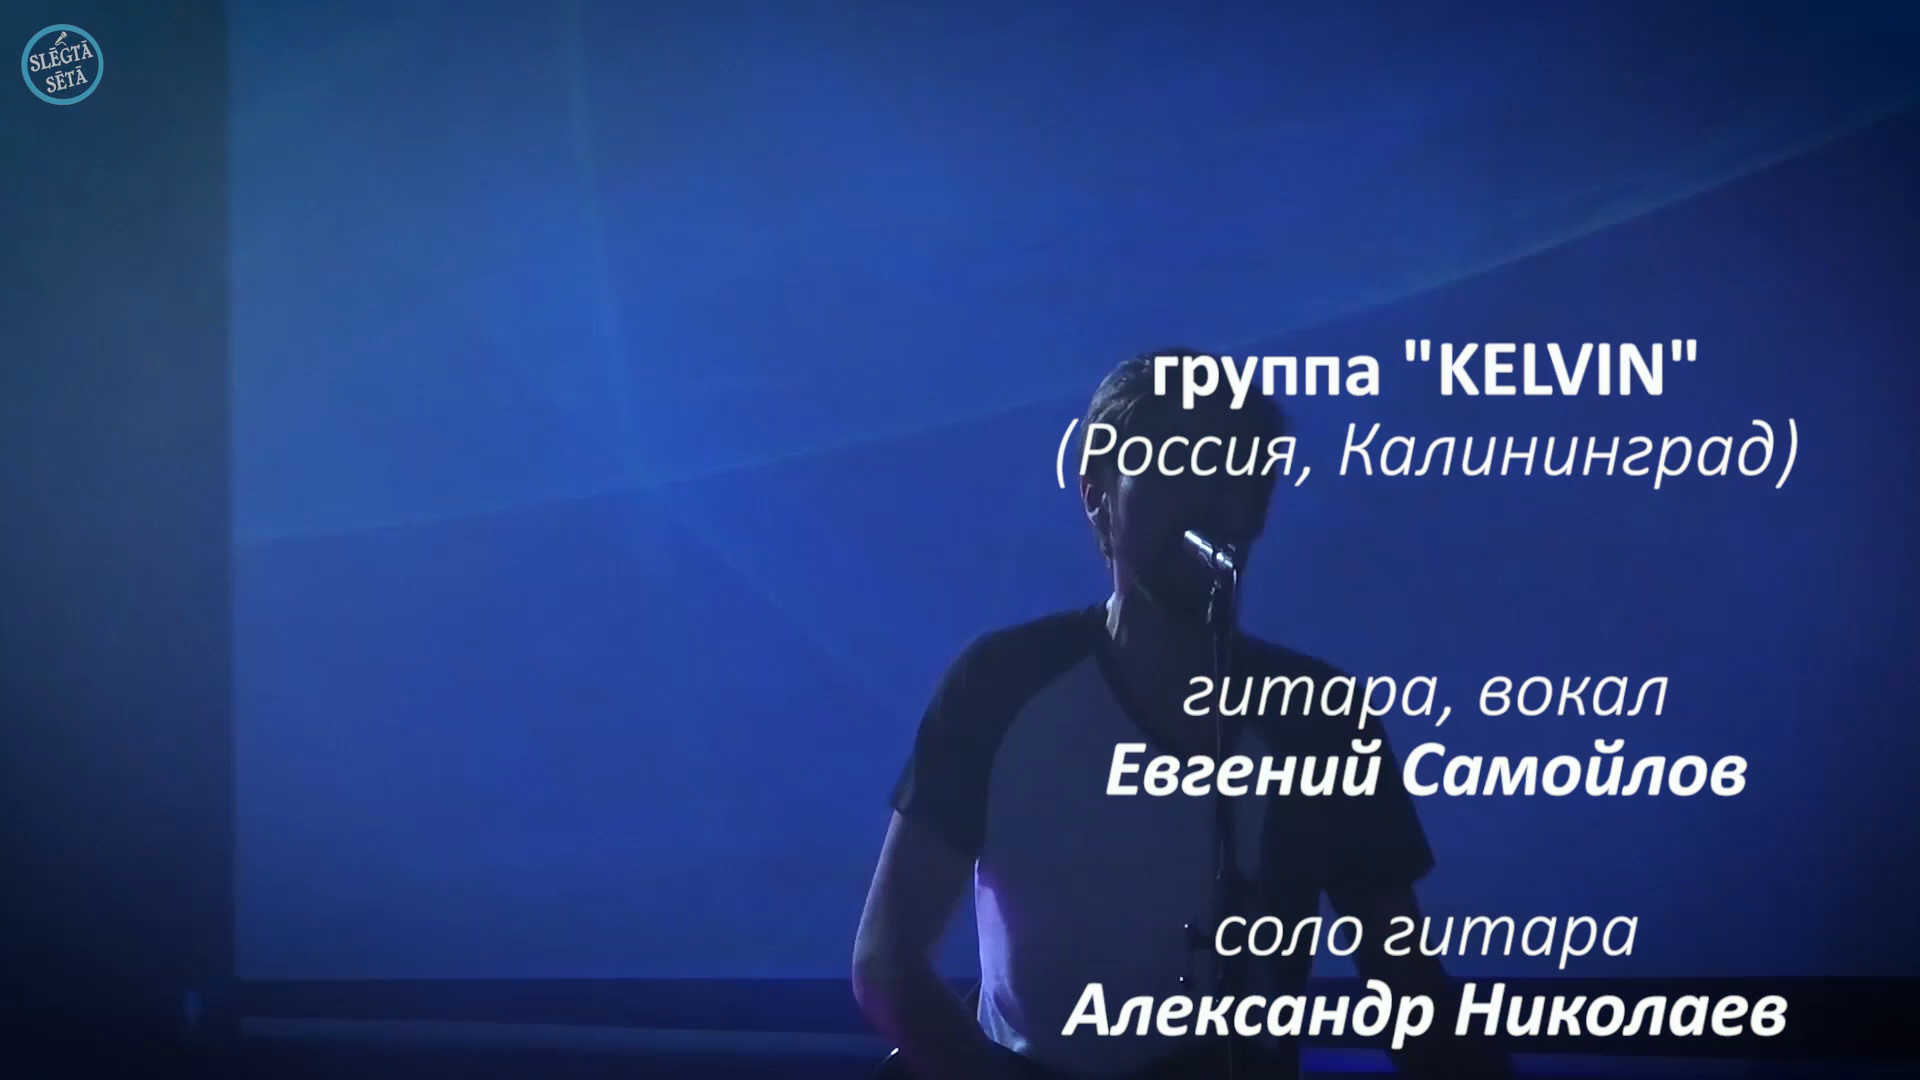 SLĒGTĀ
SĒTĀ
группа "KELVIN"
(Россия, Калининград)
гитара, вокал
Евгений Самойлов
соло гитара
Александр Николаев